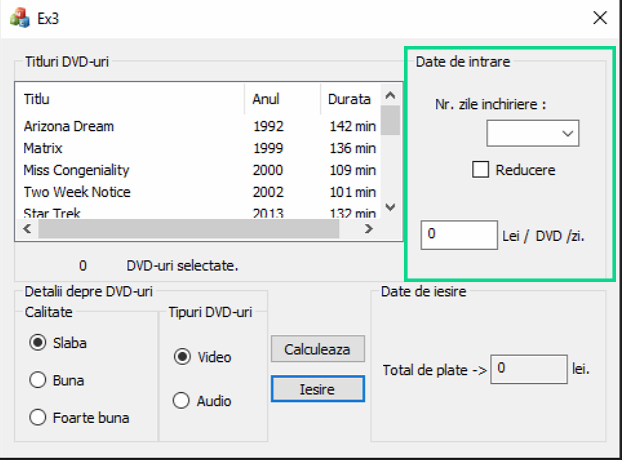 Ex3
Titluri DVD-uri
Titlu Anul Durata
Arizona Dream 1992 142 min
Matrix 1999 136 min
Miss Congeniality 2000 109 min
Two Week Notice 2002 101 min
Star Trek 2013 132 min
0 DVD-uri selectate.
Date de intrare
Nr. zile inchiriere :
Reducere
0 Lei / DVD /zi.
Detalii depre DVD-uri
Calitate
Slaba
Buna
Foarte buna
Tipuri DVD-uri
Video
Audio
Calculeaza
Iesire
Date de iesire
Total de plate -> 0 lei.